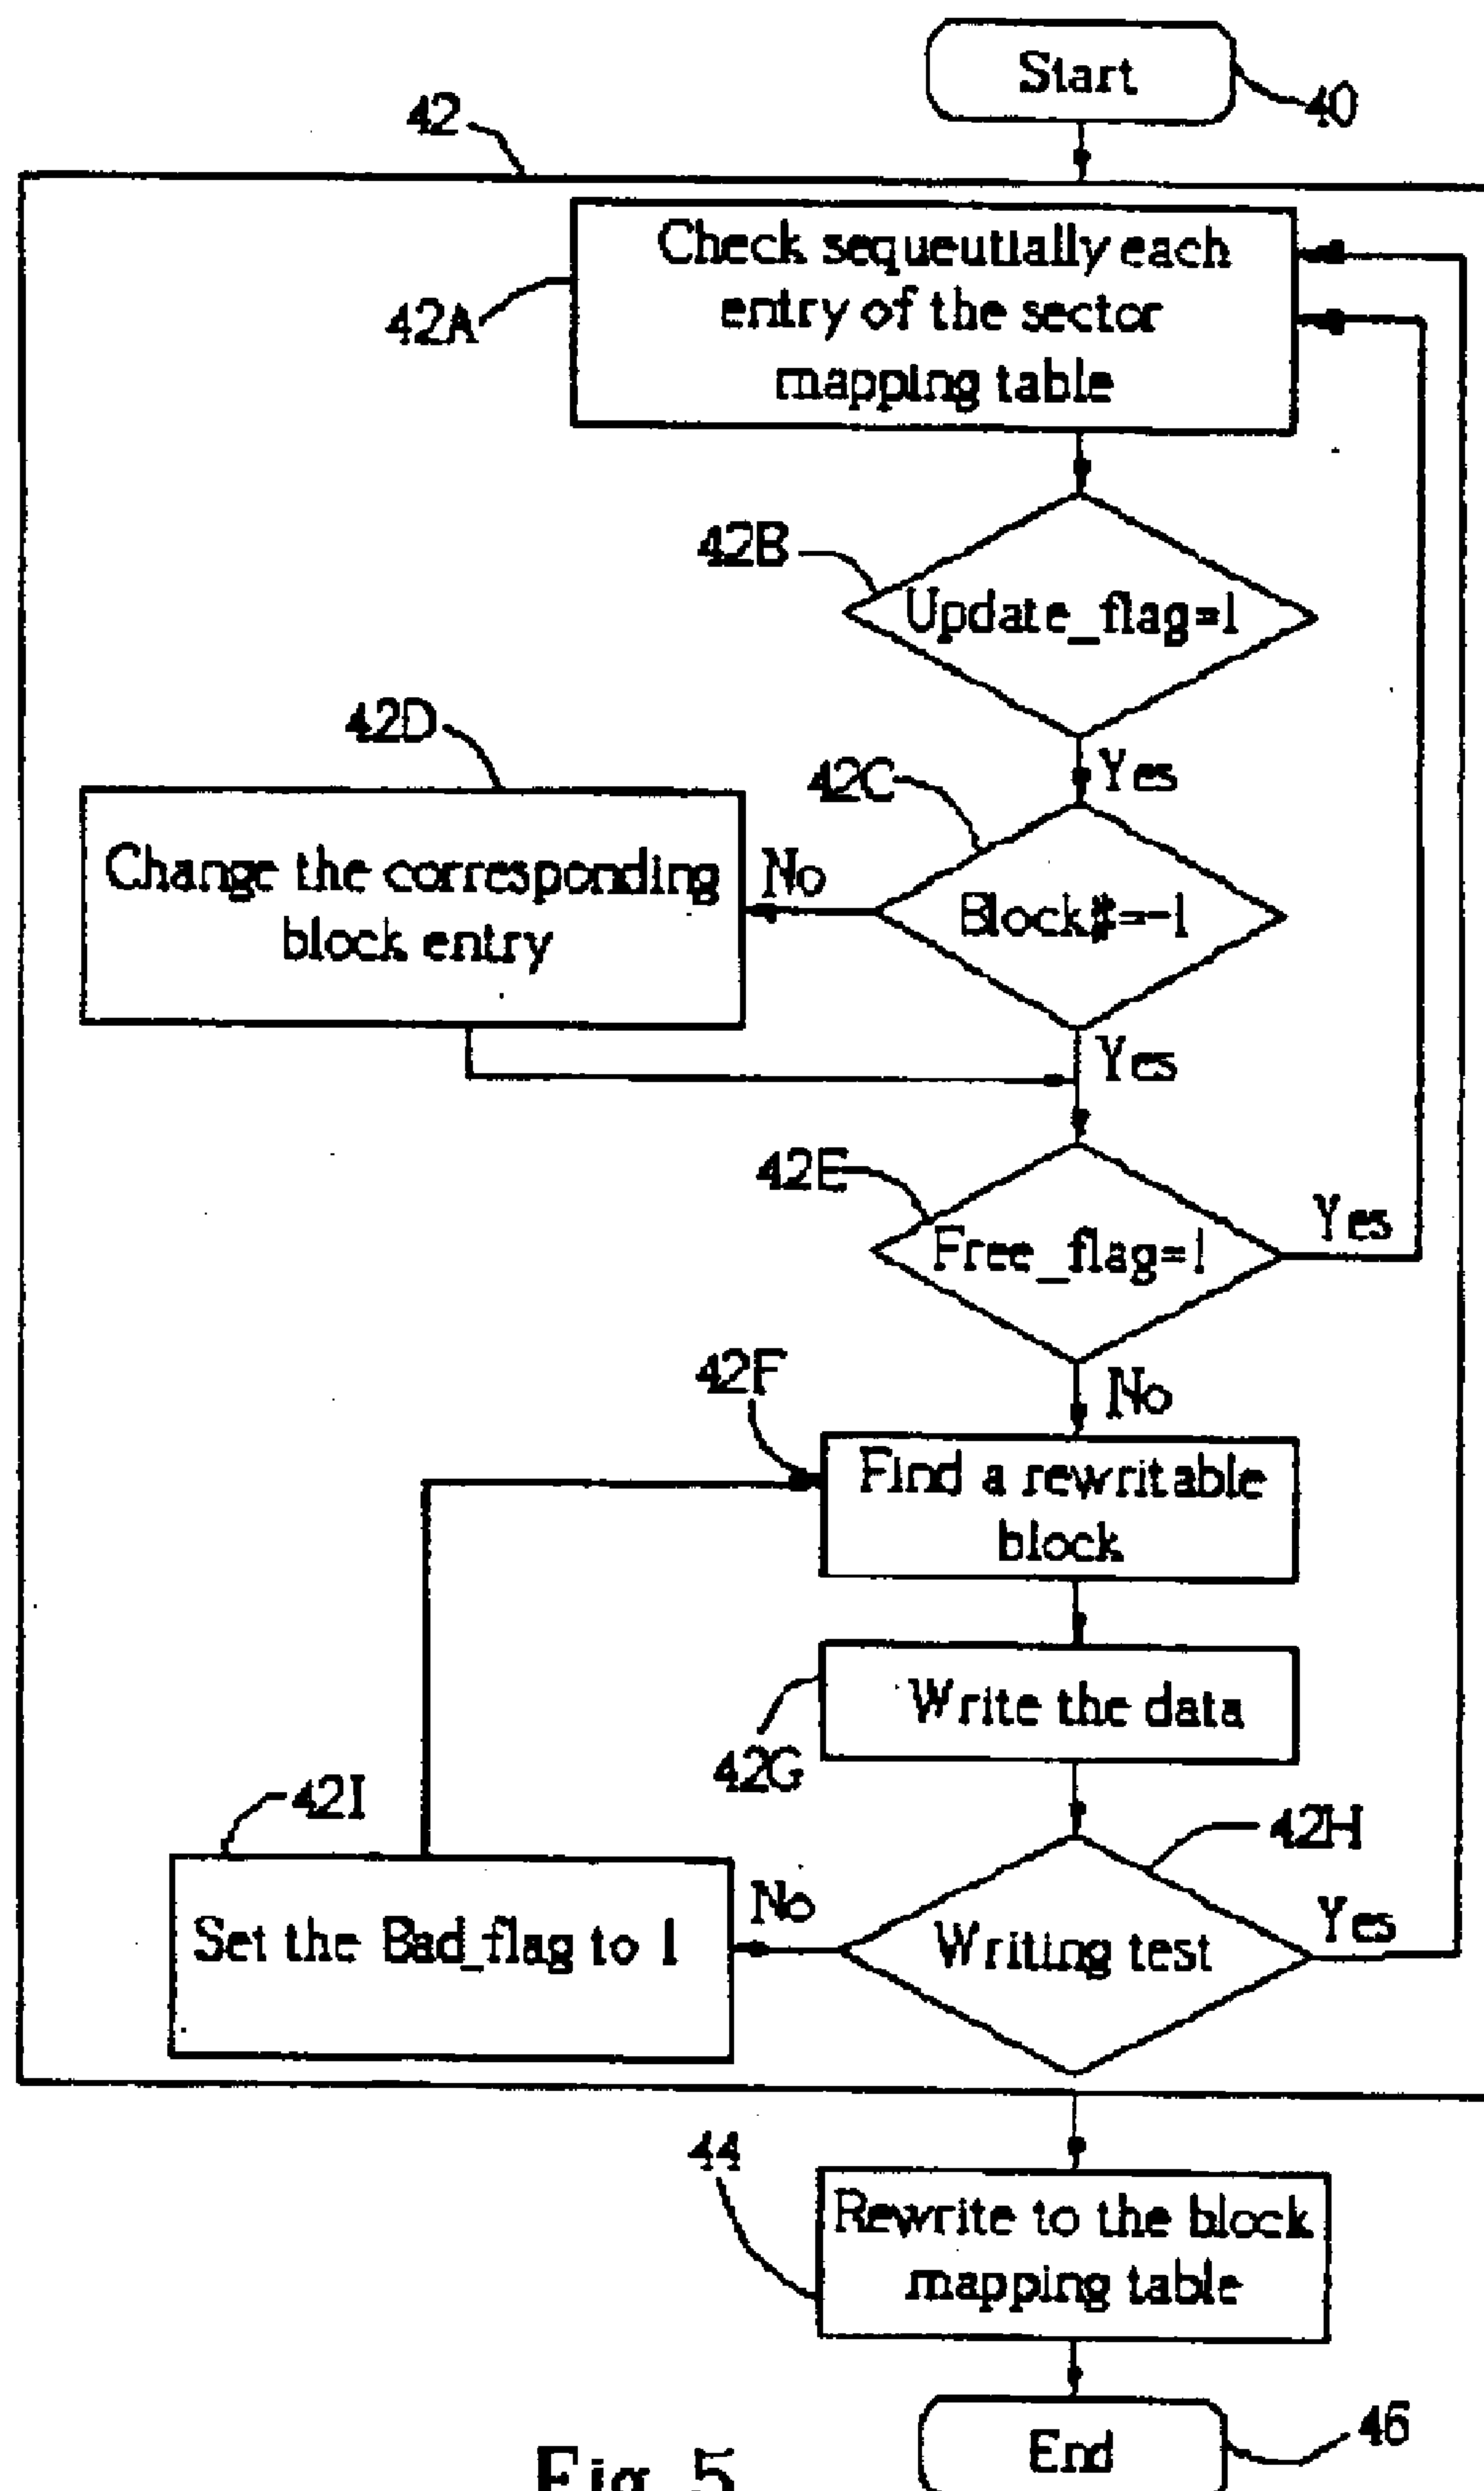 Start
40
42
Check sequeutially each
entry of the sector
mapping table
42A
42B
Update_flag=1
42D
Yes
42C
Change the corresponding
block entry
No
Block#=-1
Yes
42E
Free_flag=1
Yes
42F
No
Find a rewritable
block
Write the data
42G
42I
42H
Set the Bad_flag to 1
No
Writing test
Yes
44
Rewrite to the block
mapping table
End
46
Fig. 5